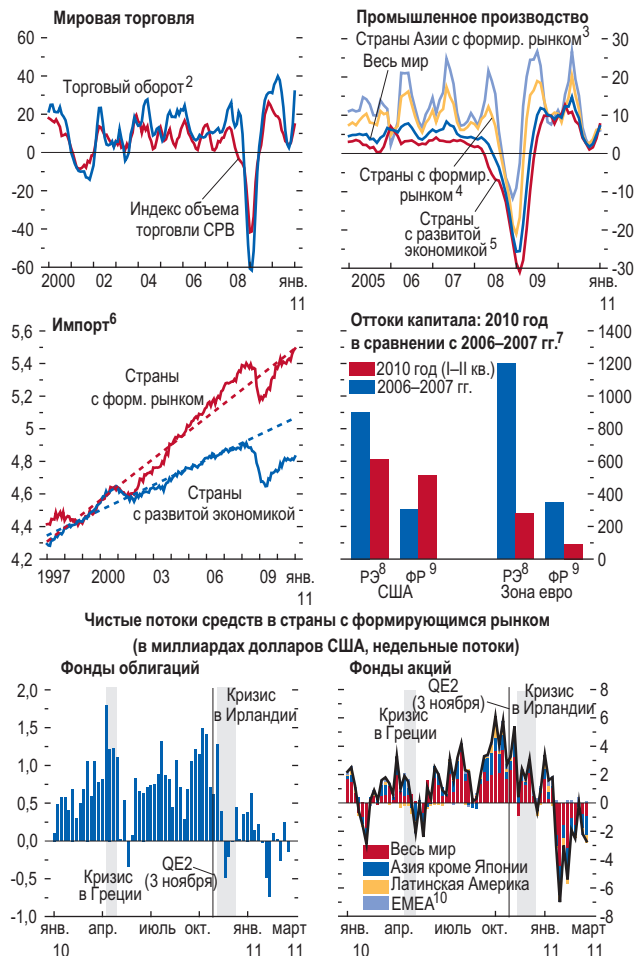 Мировая торговля
60
40
20
0
-20
-40
-60
Торговый оборот2
Индекс объема
торговли СРВ
2000 02 04 06 08 янв.
11
Промышленное производство
Страны Азии с формир. рынком3
Весь мир
Страны с формир.
рынком4
Страны
с развитой
экономикой5
30
20
10
0
-10
-20
-30
2005 06 07 08 09 янв.
11
Импорт6
5,6
5,4
5,2
5
4,8
4,6
4,4
4,2
Страны
с форм. рынком
Страны
с развитой экономикой
1997 2000 03 06 09 янв.
11
Оттоки капитала: 2010 год
в сравнении с 2006–2007 гг.7
2010 год (I–II кв.)
2006–2007 гг.
1400
1200
1000
800
600
400
200
0
РЭ8 ФР9 РЭ8 ФР9
США Зона евро
Чистые потоки средств в страны с формирующимся рынком
(в миллиардах долларов США, недельные потоки)
Фонды облигаций
2,0
1,5
1,0
0,5
0,0
-0,5
-1,0
Кризис
в Ирландии
QE2
(3 ноября)
Кризис
в Греции
янв. апр. июль окт. янв. март
10 11 11
Фонды акций
QE2
(3 ноября)
Кризис
в Ирландии
Кризис
в Греции
Весь мир
Азия кроме Японии
Латинская Америка
EMEA10
8
6
4
2
0
-2
-4
-6
-8
янв. апр. июль окт. янв. март
10 11 11